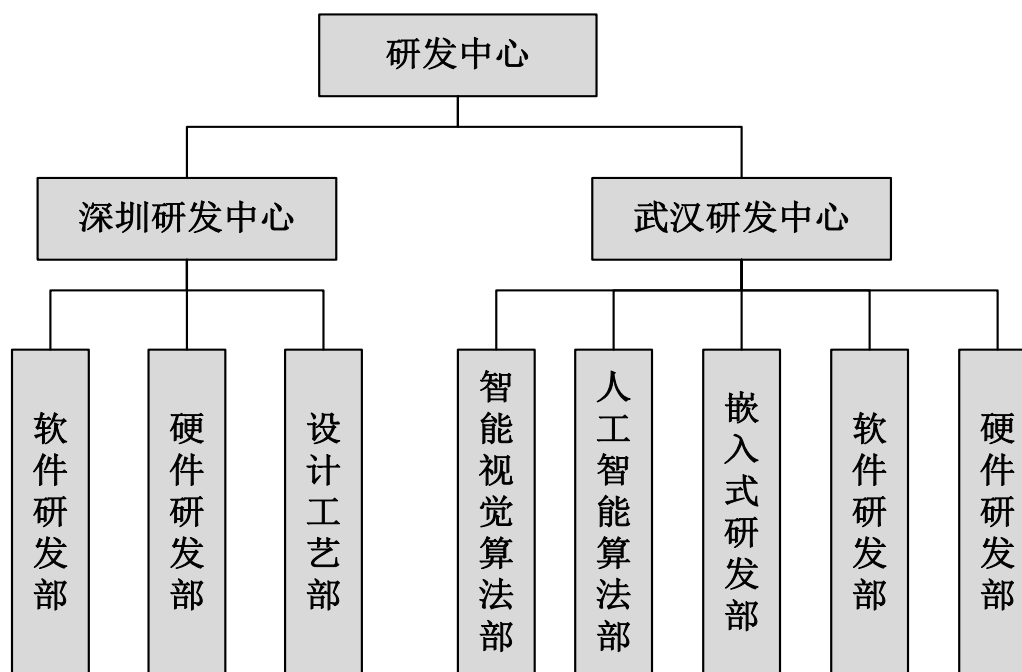 研发中心
深圳研发中心
武汉研发中心
软件研发部
硬件研发部
设计工艺部
智能视觉算法部
人工智能算法部
嵌入式研发部
软件研发部
硬件研发部